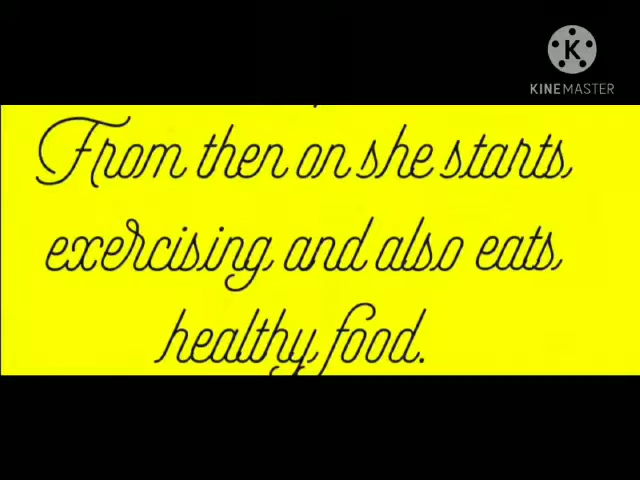 K
KINEMASTER
From then on she starts
exercising and also eats
healthy food.